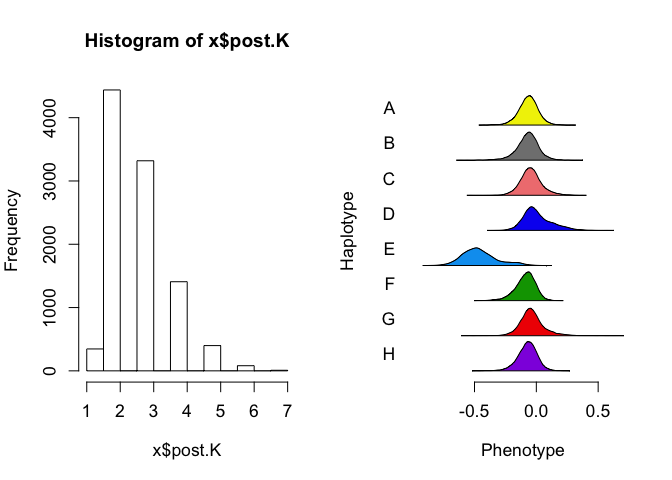 Histogram of x$post.K
Frequency
0
1000
2000
3000
4000
1 2 3 4 5 6 7
x$post.K
Haplotype
A
B
C
D
E
F
G
H
-0.5 0.0 0.5
Phenotype